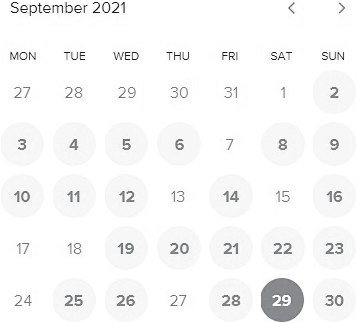 September 2021
MON TUE WED THU FRI SAT SUN
27 28 29 30 31 1 2
3 4 5 6 7 8 9
10 11 12 13 14 15 16
17 18 19 20 21 22 23
24 25 26 27 28 29 30